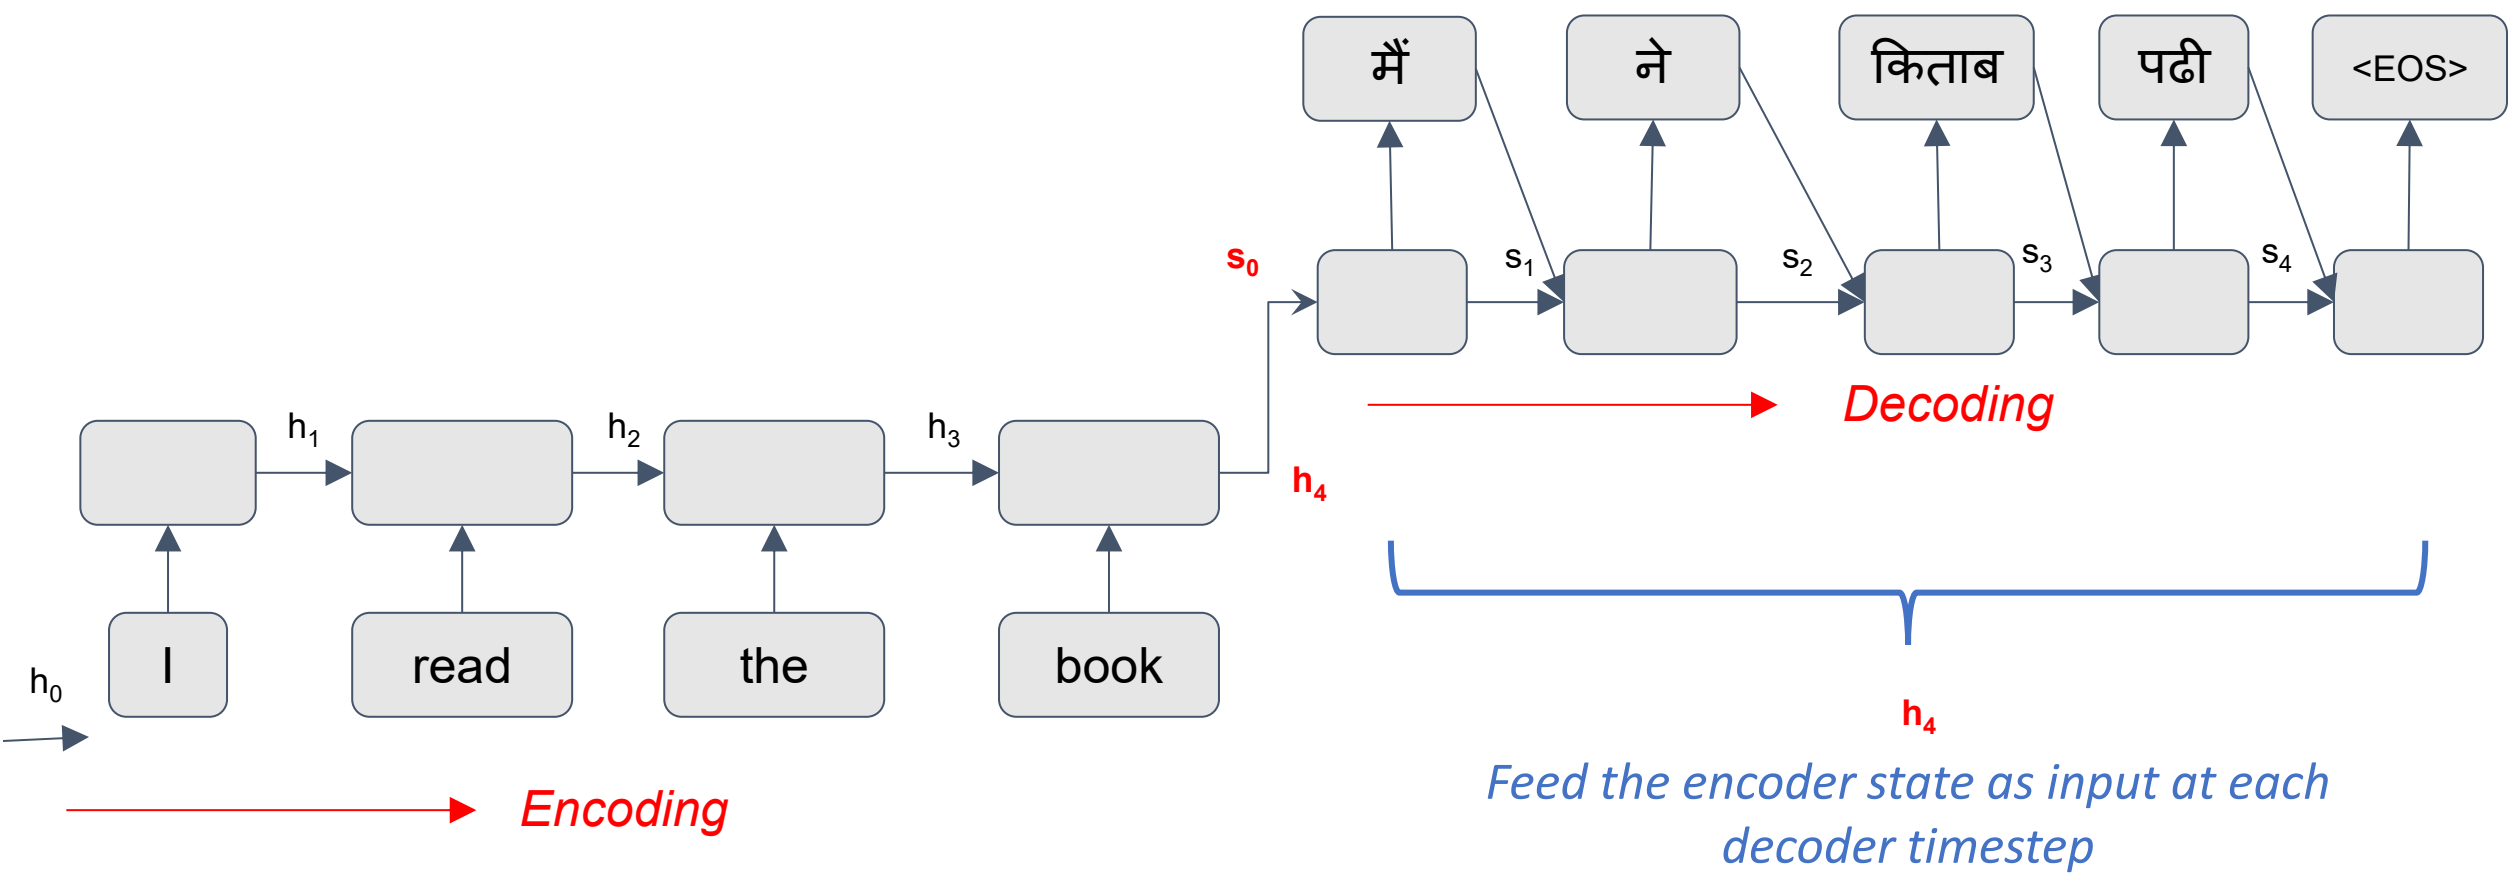 मैं ने किताब पढी <EOS>
s₀ s₁ s₂ s₃ s₄
Decoding
h₁ h₂ h₃
h₄
I read the book
h₀
h₄
Encoding
Feed the encoder state as input at each
decoder timestep